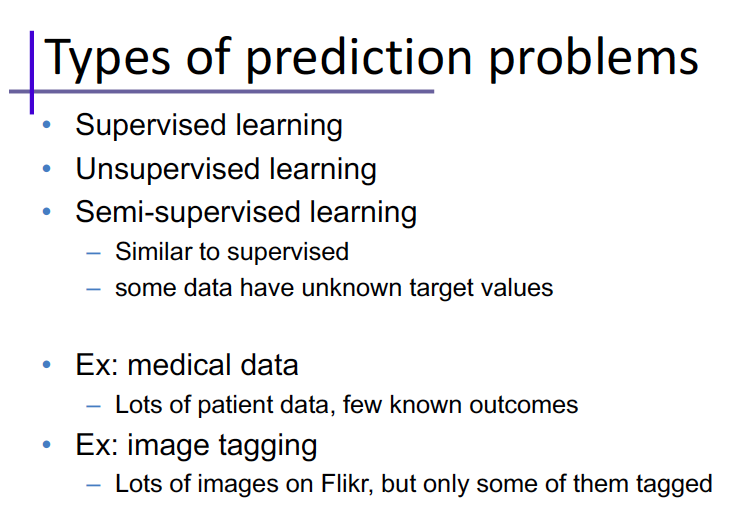 Types of prediction problems
• Supervised learning
• Unsupervised learning
• Semi-supervised learning
– Similar to supervised
– some data have unknown target values
• Ex: medical data
– Lots of patient data, few known outcomes
• Ex: image tagging
– Lots of images on Flikr, but only some of them tagged